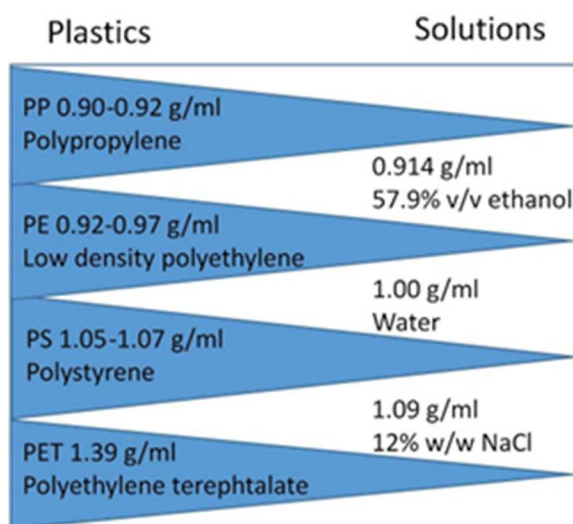 Plastics
Solutions
PP 0.90-0.92 g/ml
Polypropylene
0.914 g/ml
57.9% v/v ethanol
PE 0.92-0.97 g/ml
Low density polyethylene
1.00 g/ml
Water
PS 1.05-1.07 g/ml
Polystyrene
1.09 g/ml
12% w/w NaCl
PET 1.39 g/ml
Polyethylene terephtalate